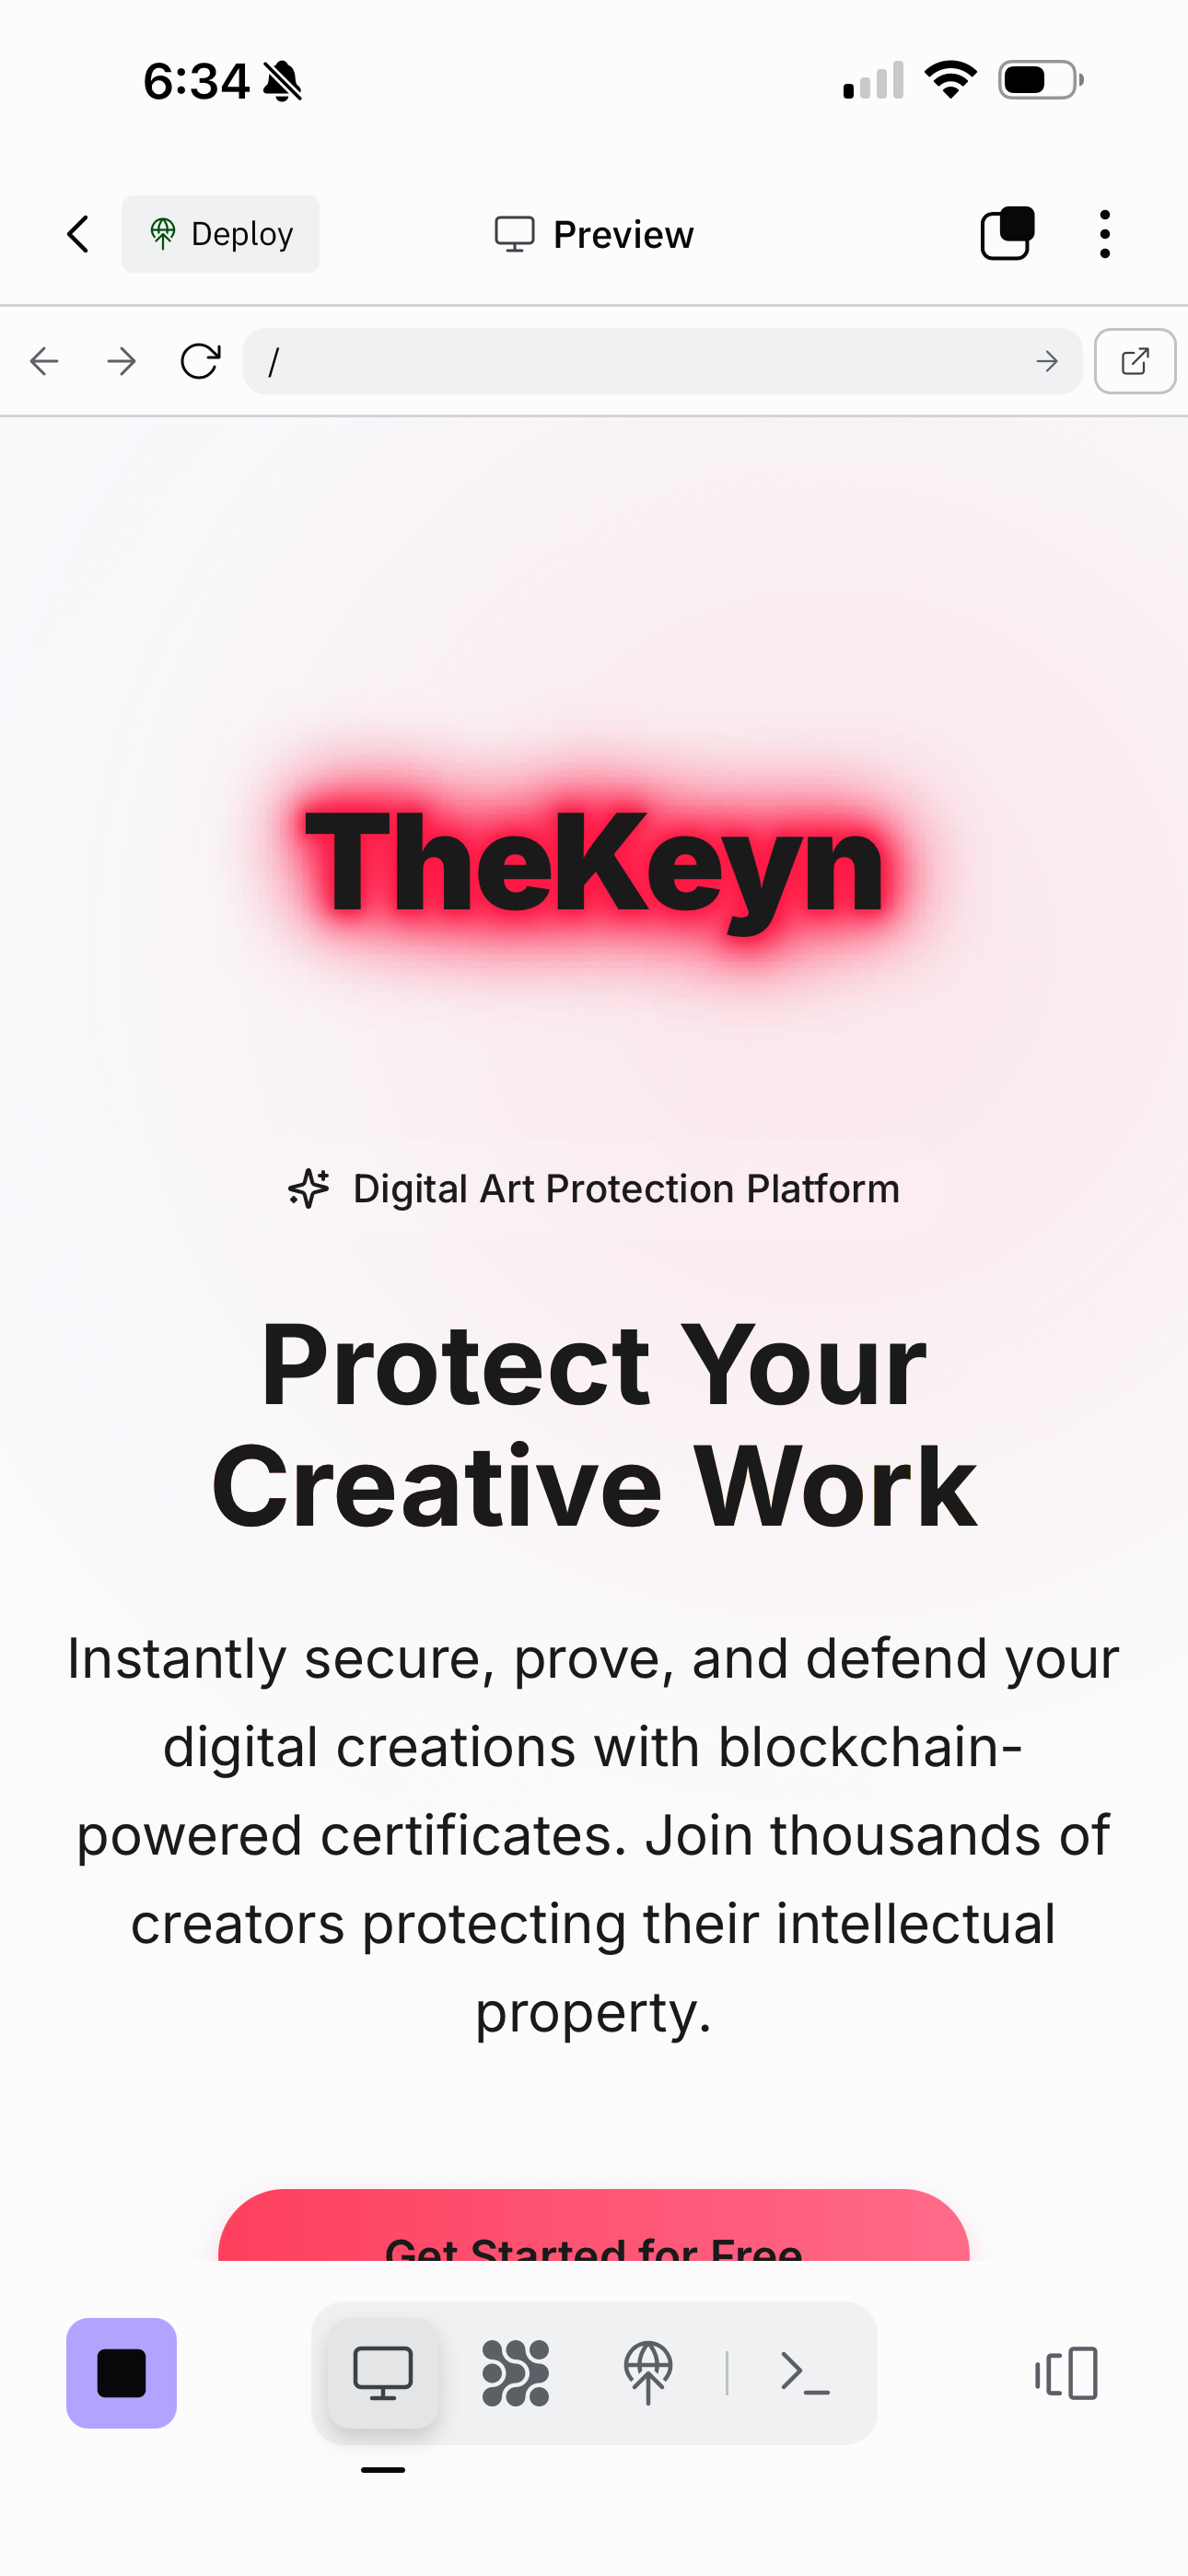 6:34
Deploy
Preview
/
TheKeyn
Digital Art Protection Platform
Protect Your
Creative Work
Instantly secure, prove, and defend your
digital creations with blockchain-
powered certificates. Join thousands of
creators protecting their intellectual
property.
Get Started for Free